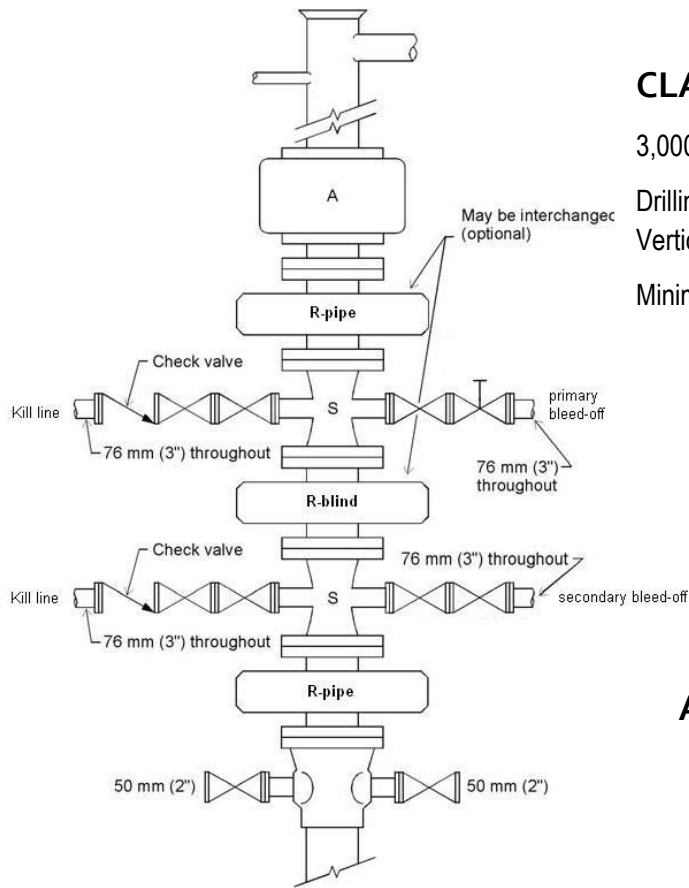 CLA
3,000
Drillin
Vertic
Minin
A
May be interchanged
(optional)
R-pipe
Check valve
Kill line
S
primary
bleed-off
76 mm (3") throughout
76 mm (3")
throughout
R-blind
Check valve
76 mm (3") throughout
Kill line
S
secondary bleed-off
76 mm (3") throughout
R-pipe
A
50 mm (2")
50 mm (2")